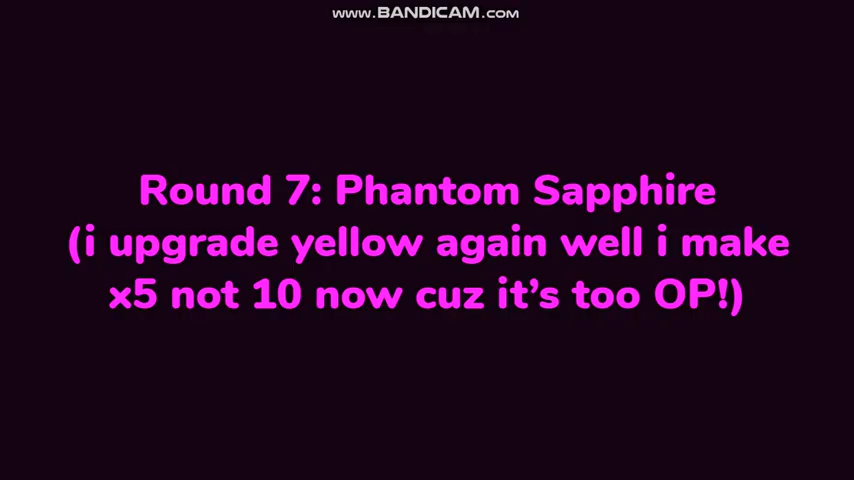 www.BANDICAM.com
Round 7: Phantom Sapphire
(i upgrade yellow again well i make
x5 not 10 now cuz it’s too OP!)